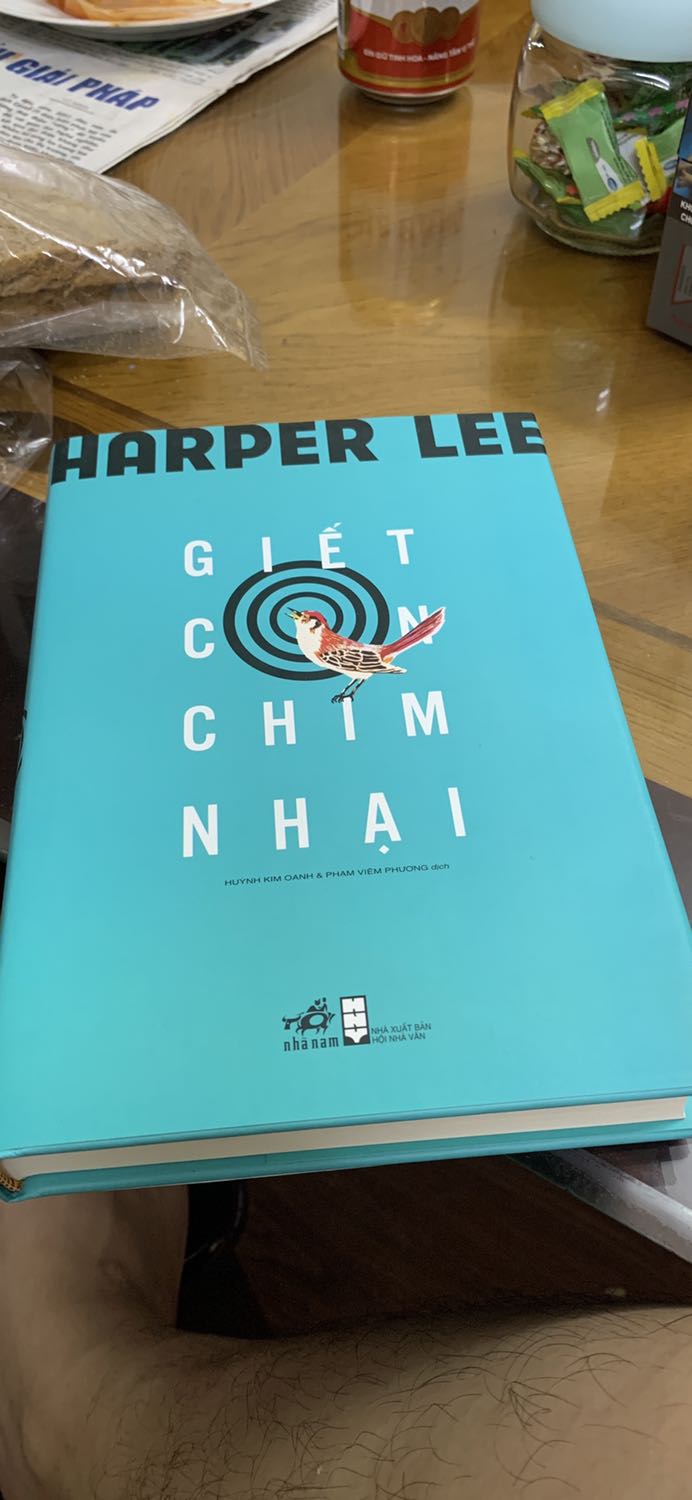 GIẢI PHÁP
HARPER LEE
GIẾT
CON
CHIM
NHẠI
HUỲNH KIM OANH & PHẠM VIÊM PHƯƠNG dịch
nhã nam
NHÀ XUẤT BẢN
HỘI NHÀ VĂN